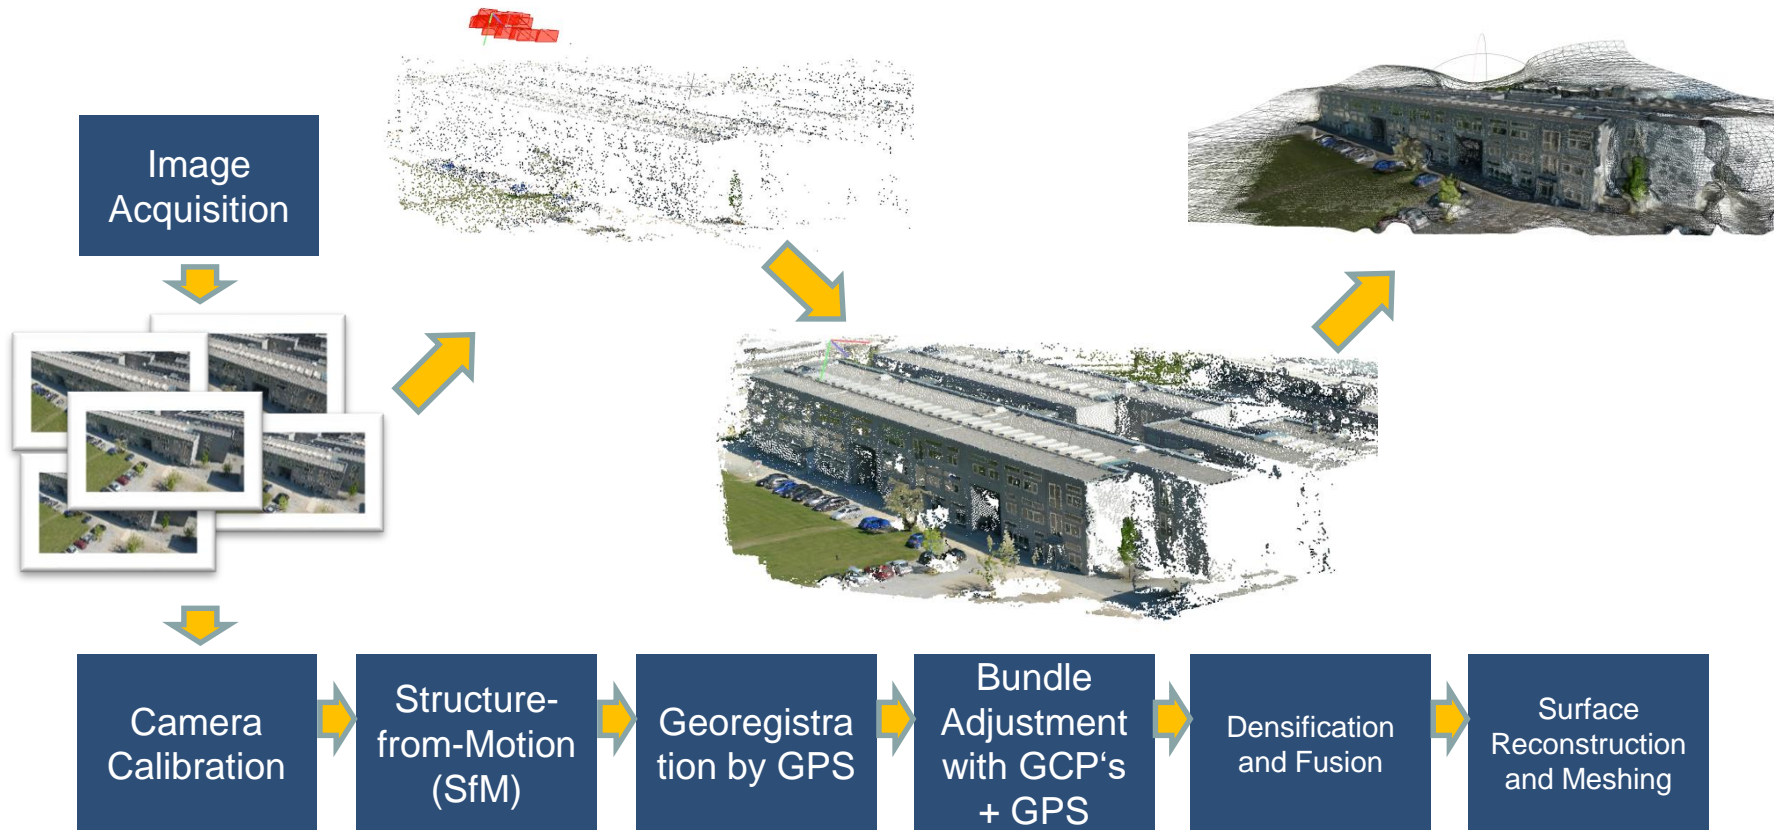 Image
Acquisition
Camera
Calibration
Structure-
from-Motion
(SfM)
Georegistra
tion by GPS
Bundle
Adjustment
with GCP‘s
+ GPS
Densification
and Fusion
Surface
Reconstruction
and Meshing